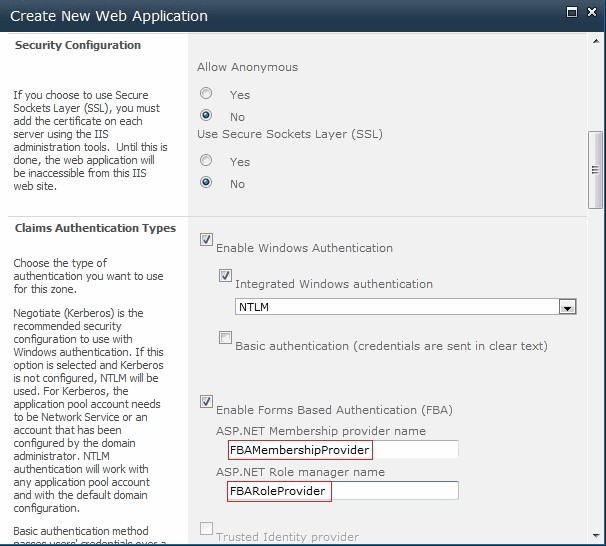 Create New Web Application
Security Configuration
If you choose to use Secure
Sockets Layer (SSL), you must
add the certificate on each
server using the IIS
administration tools. Until this is
done, the web application will
be inaccessible from this IIS
web site.
Allow Anonymous
Yes
No
Use Secure Sockets Layer (SSL)
Yes
No
Claims Authentication Types
Choose the type of
authentication you want to use
for this zone.
Negotiate (Kerberos) is the
recommended security
configuration to use with
Windows authentication. If this
option is selected and Kerberos
is not configured, NTLM will be
used. For Kerberos, the
application pool account needs
to be Network Service or an
account that has been
configured by the domain
administrator. NTLM
authentication will work with
any application pool account
and with the default domain
configuration.
Basic authentication method
passes users' credentials over a
Enable Windows Authentication
Integrated Windows authentication
NTLM
Basic authentication (credentials are sent in clear text)
Enable Forms Based Authentication (FBA)
ASP.NET Membership provider name
FBAMembershipProvider
ASP.NET Role manager name
FBARoleProvider
Trusted Identity provider